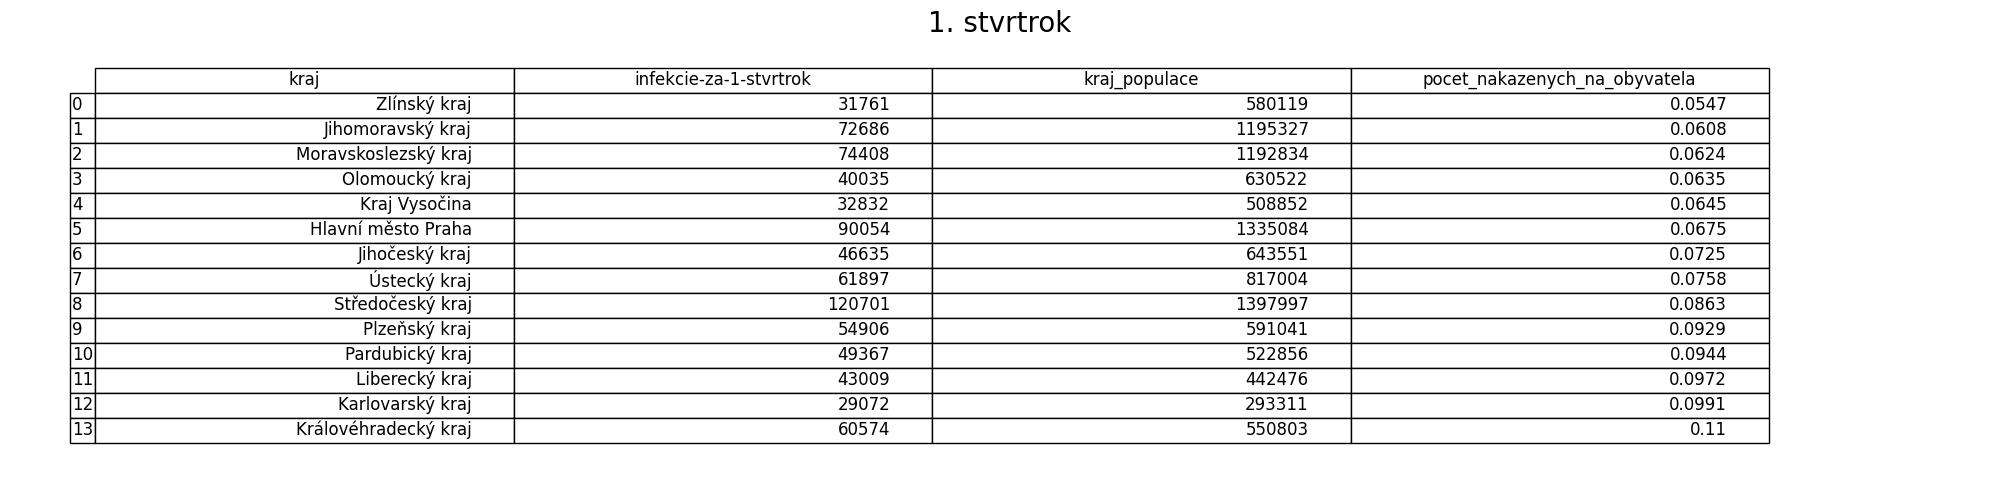 1. stvrtrok
kraj infekcie-za-1-stvrtrok kraj_populace pocet_nakazenych_na_obyvatela
0 Zlínský kraj 31761 580119 0.0547
1 Jihomoravský kraj 72686 1195327 0.0608
2 Moravskoslezský kraj 74408 1192834 0.0624
3 Olomoucký kraj 40035 630522 0.0635
4 Kraj Vysočina 32832 508852 0.0645
5 Hlavní město Praha 90054 1335084 0.0675
6 Jihočeský kraj 46635 643551 0.0725
7 Ústecký kraj 61897 817004 0.0758
8 Středočeský kraj 120701 1397997 0.0863
9 Plzeňský kraj 54906 591041 0.0929
10 Pardubický kraj 49367 522856 0.0944
11 Liberecký kraj 43009 442476 0.0972
12 Karlovarský kraj 29072 293311 0.0991
13 Královéhradecký kraj 60574 550803 0.11